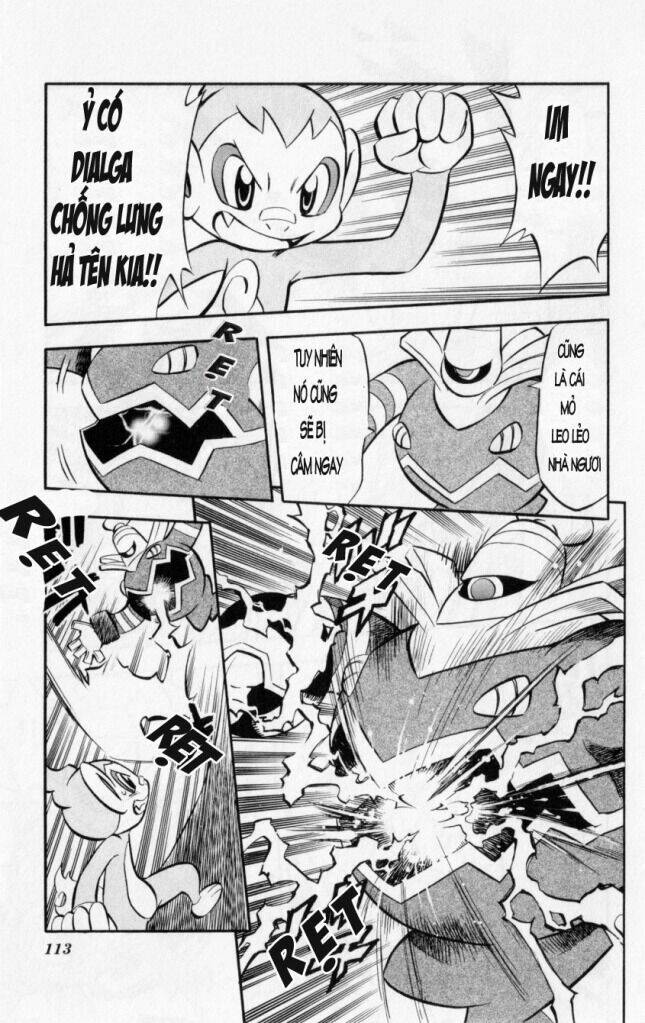 IM
NGAY!!
Ỷ CÓ
DIALGA
CHỐNG LƯNG
HẢ TÊN KIA!!
CŨNG
LÀ CÁI
MỎ
LEO LẺO
NHÀ NGƯƠI
TUY NHIÊN
NÓ CŨNG
SẼ BỊ
CÂM NGAY
RẸT
RẸT
RẸT
RẸT
RẸT
113